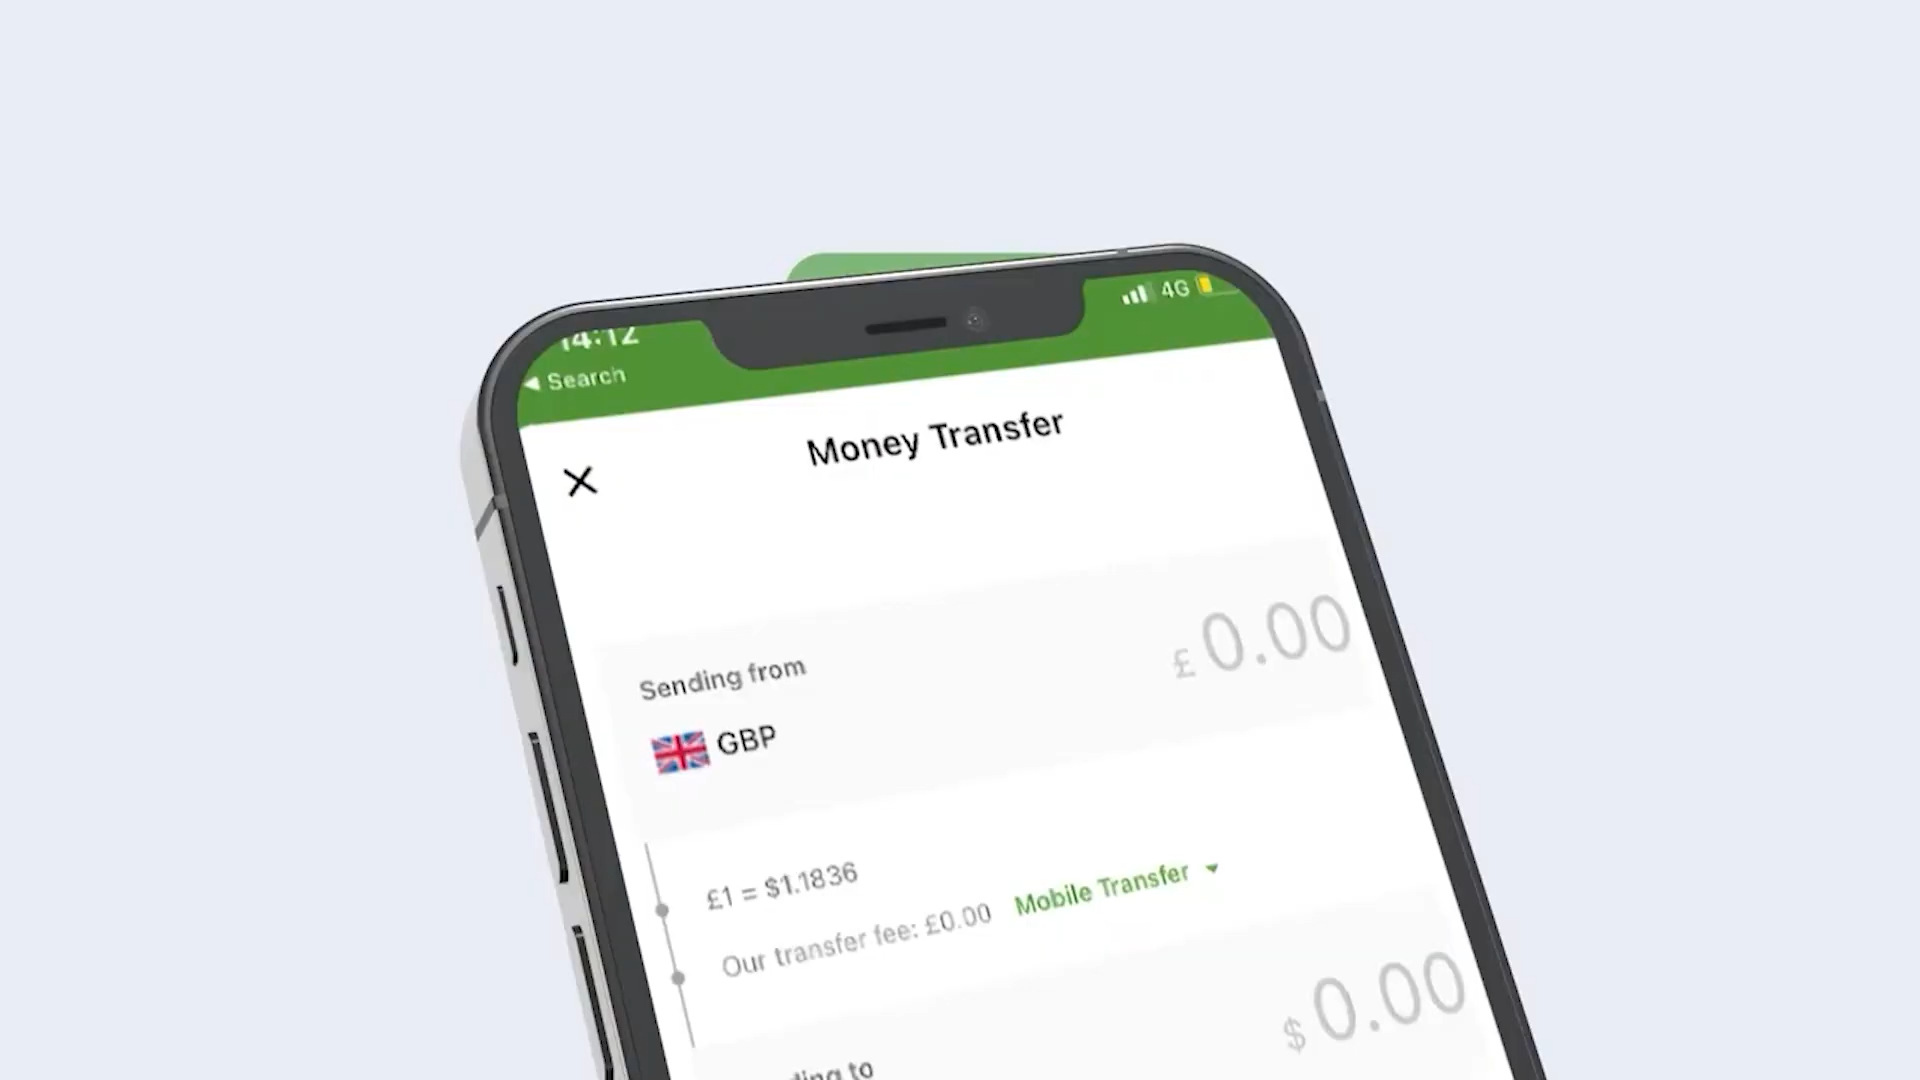 14:12
4G
◀ Search
Money Transfer
Sending from
£0.00
GBP
£1 = $1.1836
Our transfer fee: £0.00 Mobile Transfer
$0.00
to